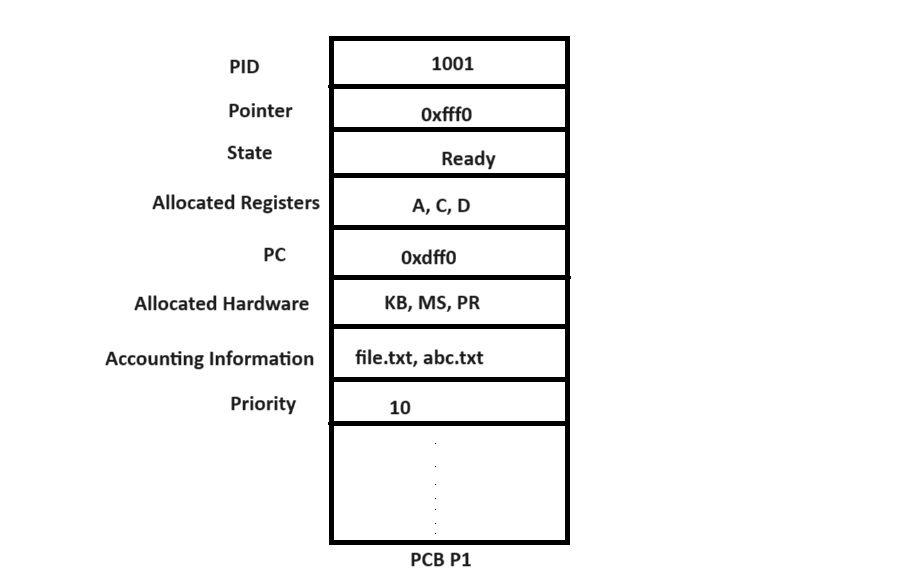 PID 1001
Pointer 0xfff0
State Ready
Allocated Registers A, C, D
PC 0xdff0
Allocated Hardware KB, MS, PR
Accounting Information file.txt, abc.txt
Priority 10
PCB P1